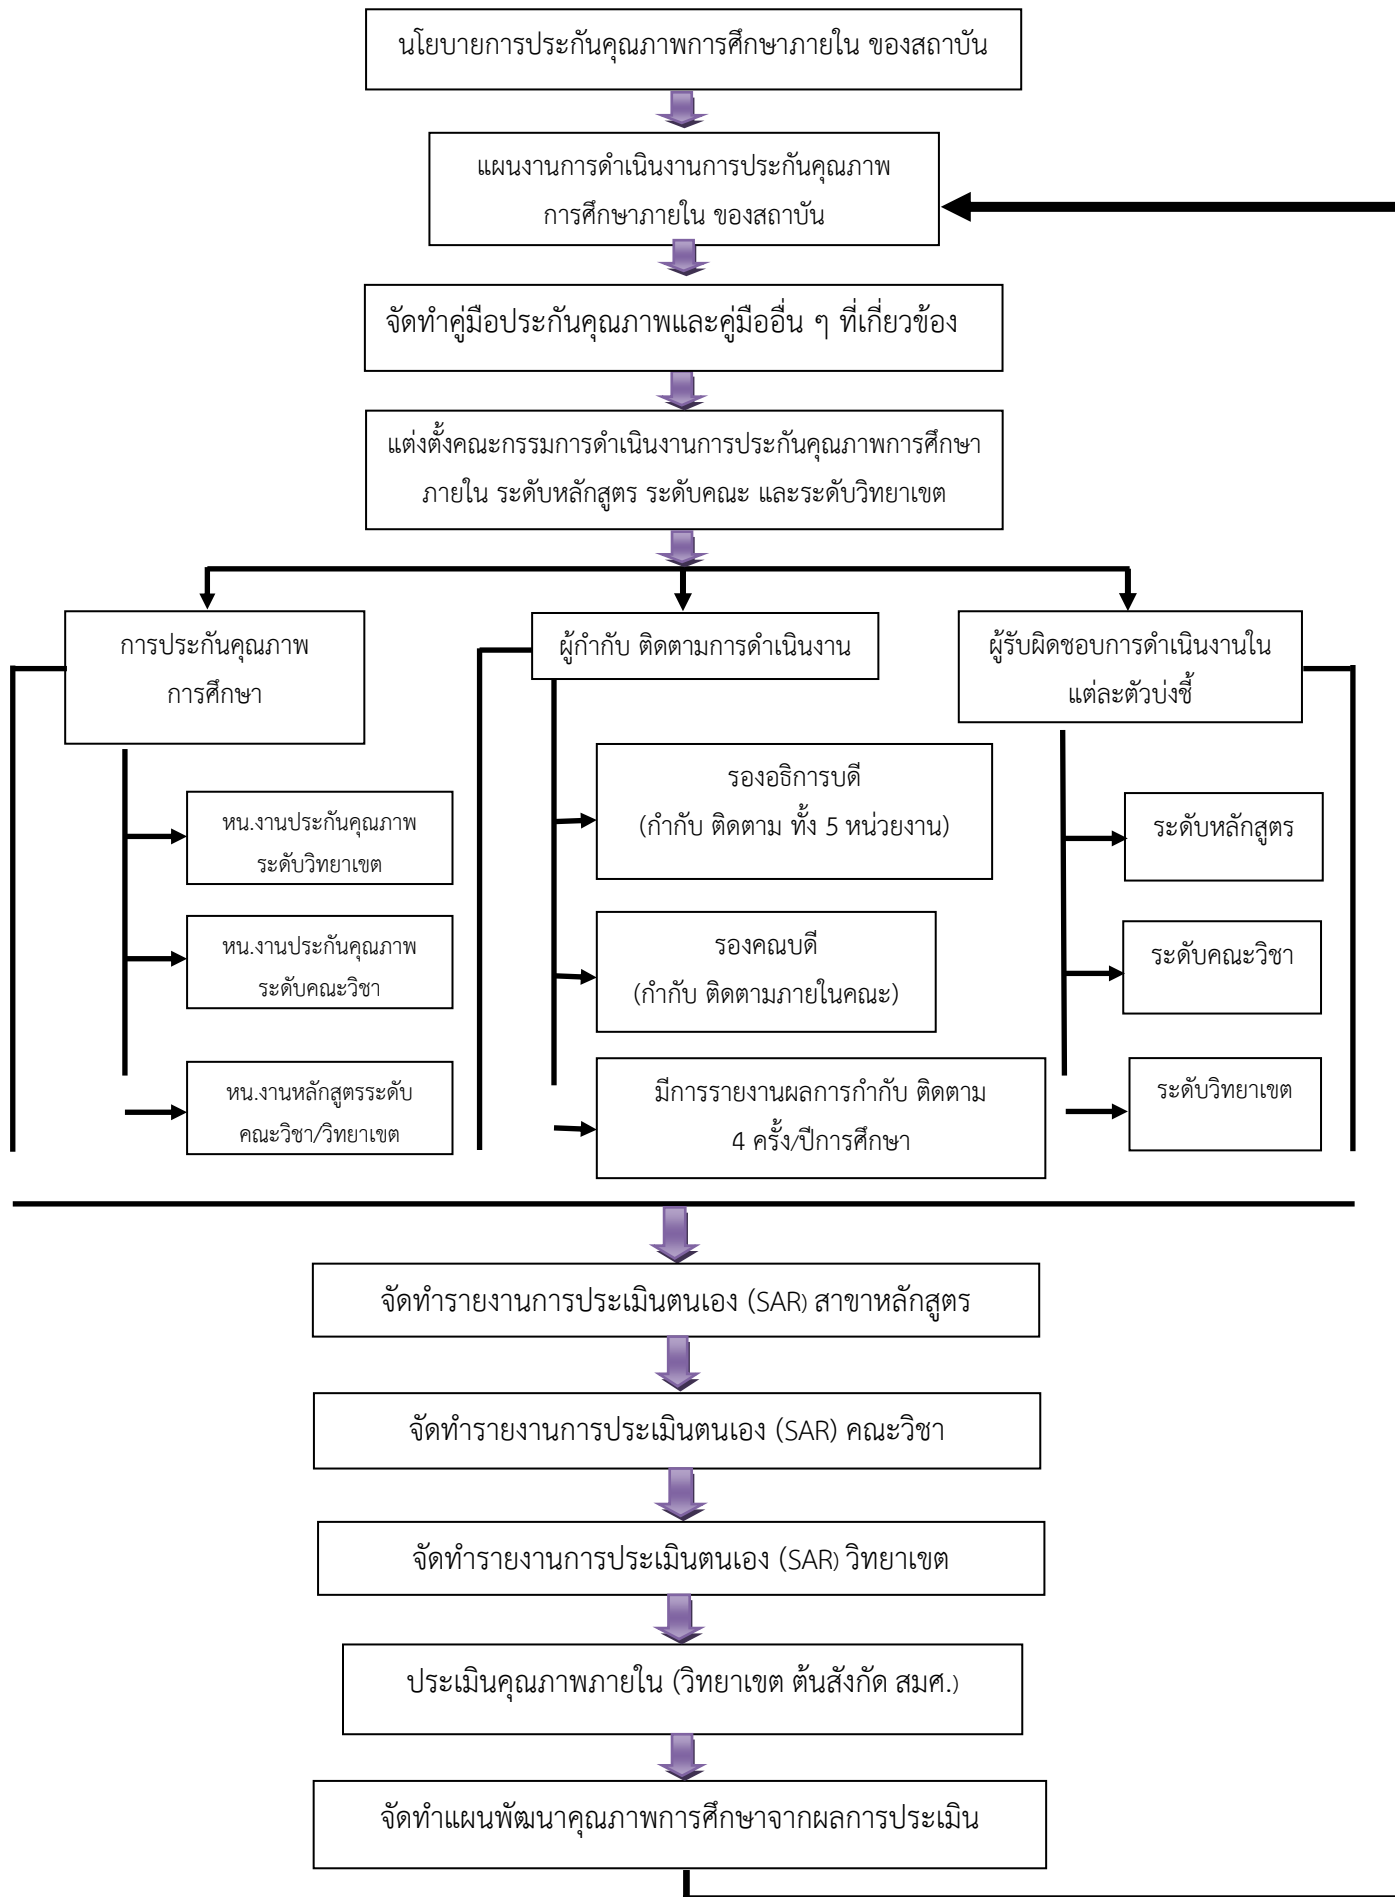 นโยบายการประกันคุณภาพการศึกษาภายใน ของสถาบัน
แผนงานการดำเนินงานการประกันคุณภาพ
การศึกษาภายใน ของสถาบัน
จัดทำคู่มือประกันคุณภาพและคู่มืออื่น ๆ ที่เกี่ยวข้อง
แต่งตั้งคณะกรรมการดำเนินงานการประกันคุณภาพการศึกษา
ภายใน ระดับหลักสูตร ระดับคณะ และระดับวิทยาเขต
การประกันคุณภาพ
การศึกษา
หน.งานประกันคุณภาพ
ระดับวิทยาเขต
หน.งานประกันคุณภาพ
ระดับคณะวิชา
หน.งานหลักสูตรระดับ
คณะวิชา/วิทยาเขต
ผู้กำกับ ติดตามการดำเนินงาน
รองอธิการบดี
(กำกับ ติดตาม ทั้ง 5 หน่วยงาน)
รองคณบดี
(กำกับ ติดตามภายในคณะ)
มีการรายงานผลการกำกับ ติดตาม
4 ครั้ง/ปีการศึกษา
ผู้รับผิดชอบการดำเนินงานใน
แต่ละตัวบ่งชี้
ระดับหลักสูตร
ระดับคณะวิชา
ระดับวิทยาเขต
จัดทำรายงานการประเมินตนเอง (SAR) สาขาหลักสูตร
จัดทำรายงานการประเมินตนเอง (SAR) คณะวิชา
จัดทำรายงานการประเมินตนเอง (SAR) วิทยาเขต
ประเมินคุณภาพภายใน (วิทยาเขต ต้นสังกัด สมศ.)
จัดทำแผนพัฒนาคุณภาพการศึกษาจากผลการประเมิน